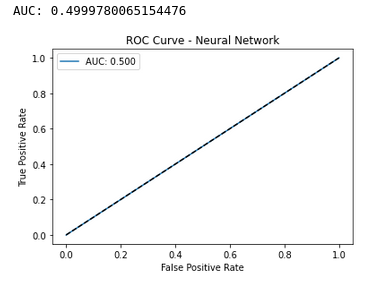 AUC: 0.4999780065154476
ROC Curve - Neural Network
AUC: 0.500
True Positive Rate
1.0
0.8
0.6
0.4
0.2
0.0
0.0 0.2 0.4 0.6 0.8 1.0
False Positive Rate